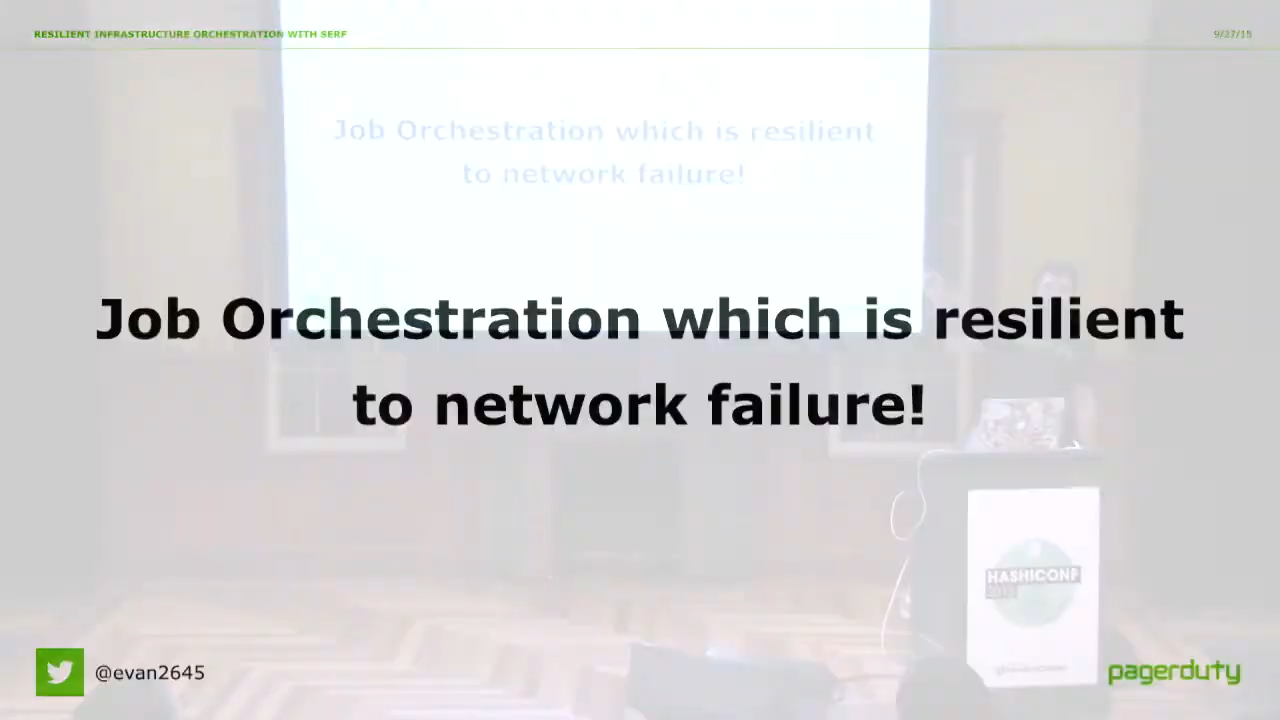 RESILIENT INFRASTRUCTURE ORCHESTRATION WITH SERF
9/27/15
Job Orchestration which is resilient
to network failure!
Job Orchestration which is resilient
to network failure!
HASHICONF
2015
@evan2645
pagerduty